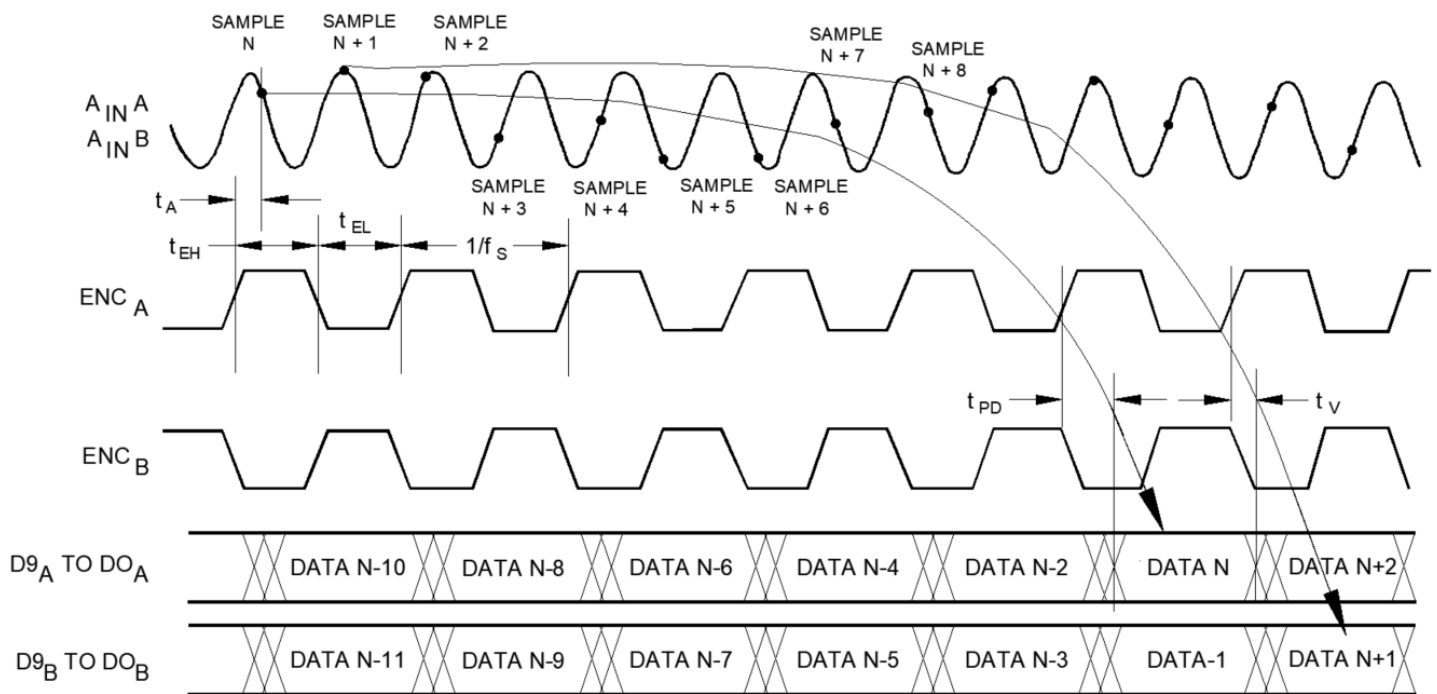 SAMPLE
N
SAMPLE
N + 1
SAMPLE
N + 2
SAMPLE
N + 7
SAMPLE
N + 8
A IN A
A IN B
SAMPLE
N + 3
SAMPLE
N + 4
SAMPLE
N + 5
SAMPLE
N + 6
t A
t EH
t EL
1/f S
ENC A
t PD
t V
ENC B
D9A TO DOA
DATA N-10
DATA N-8
DATA N-6
DATA N-4
DATA N-2
DATA N
DATA N+2
D9B TO DOB
DATA N-11
DATA N-9
DATA N-7
DATA N-5
DATA N-3
DATA-1
DATA N+1